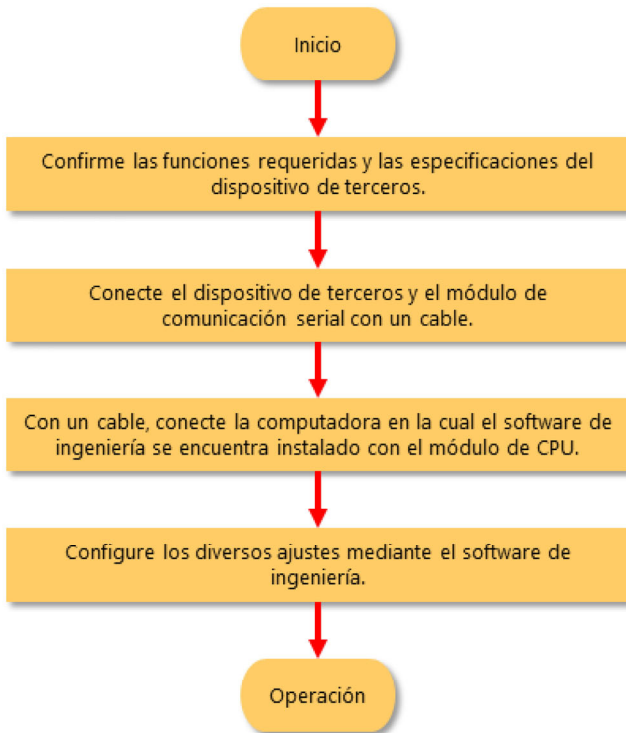 Inicio
Confirme las funciones requeridas y las especificaciones del
dispositivo de terceros.
Conecte el dispositivo de terceros y el módulo de
comunicación serial con un cable.
Con un cable, conecte la computadora en la cual el software de
ingeniería se encuentra instalado con el módulo de CPU.
Configure los diversos ajustes mediante el software de
ingeniería.
Operación